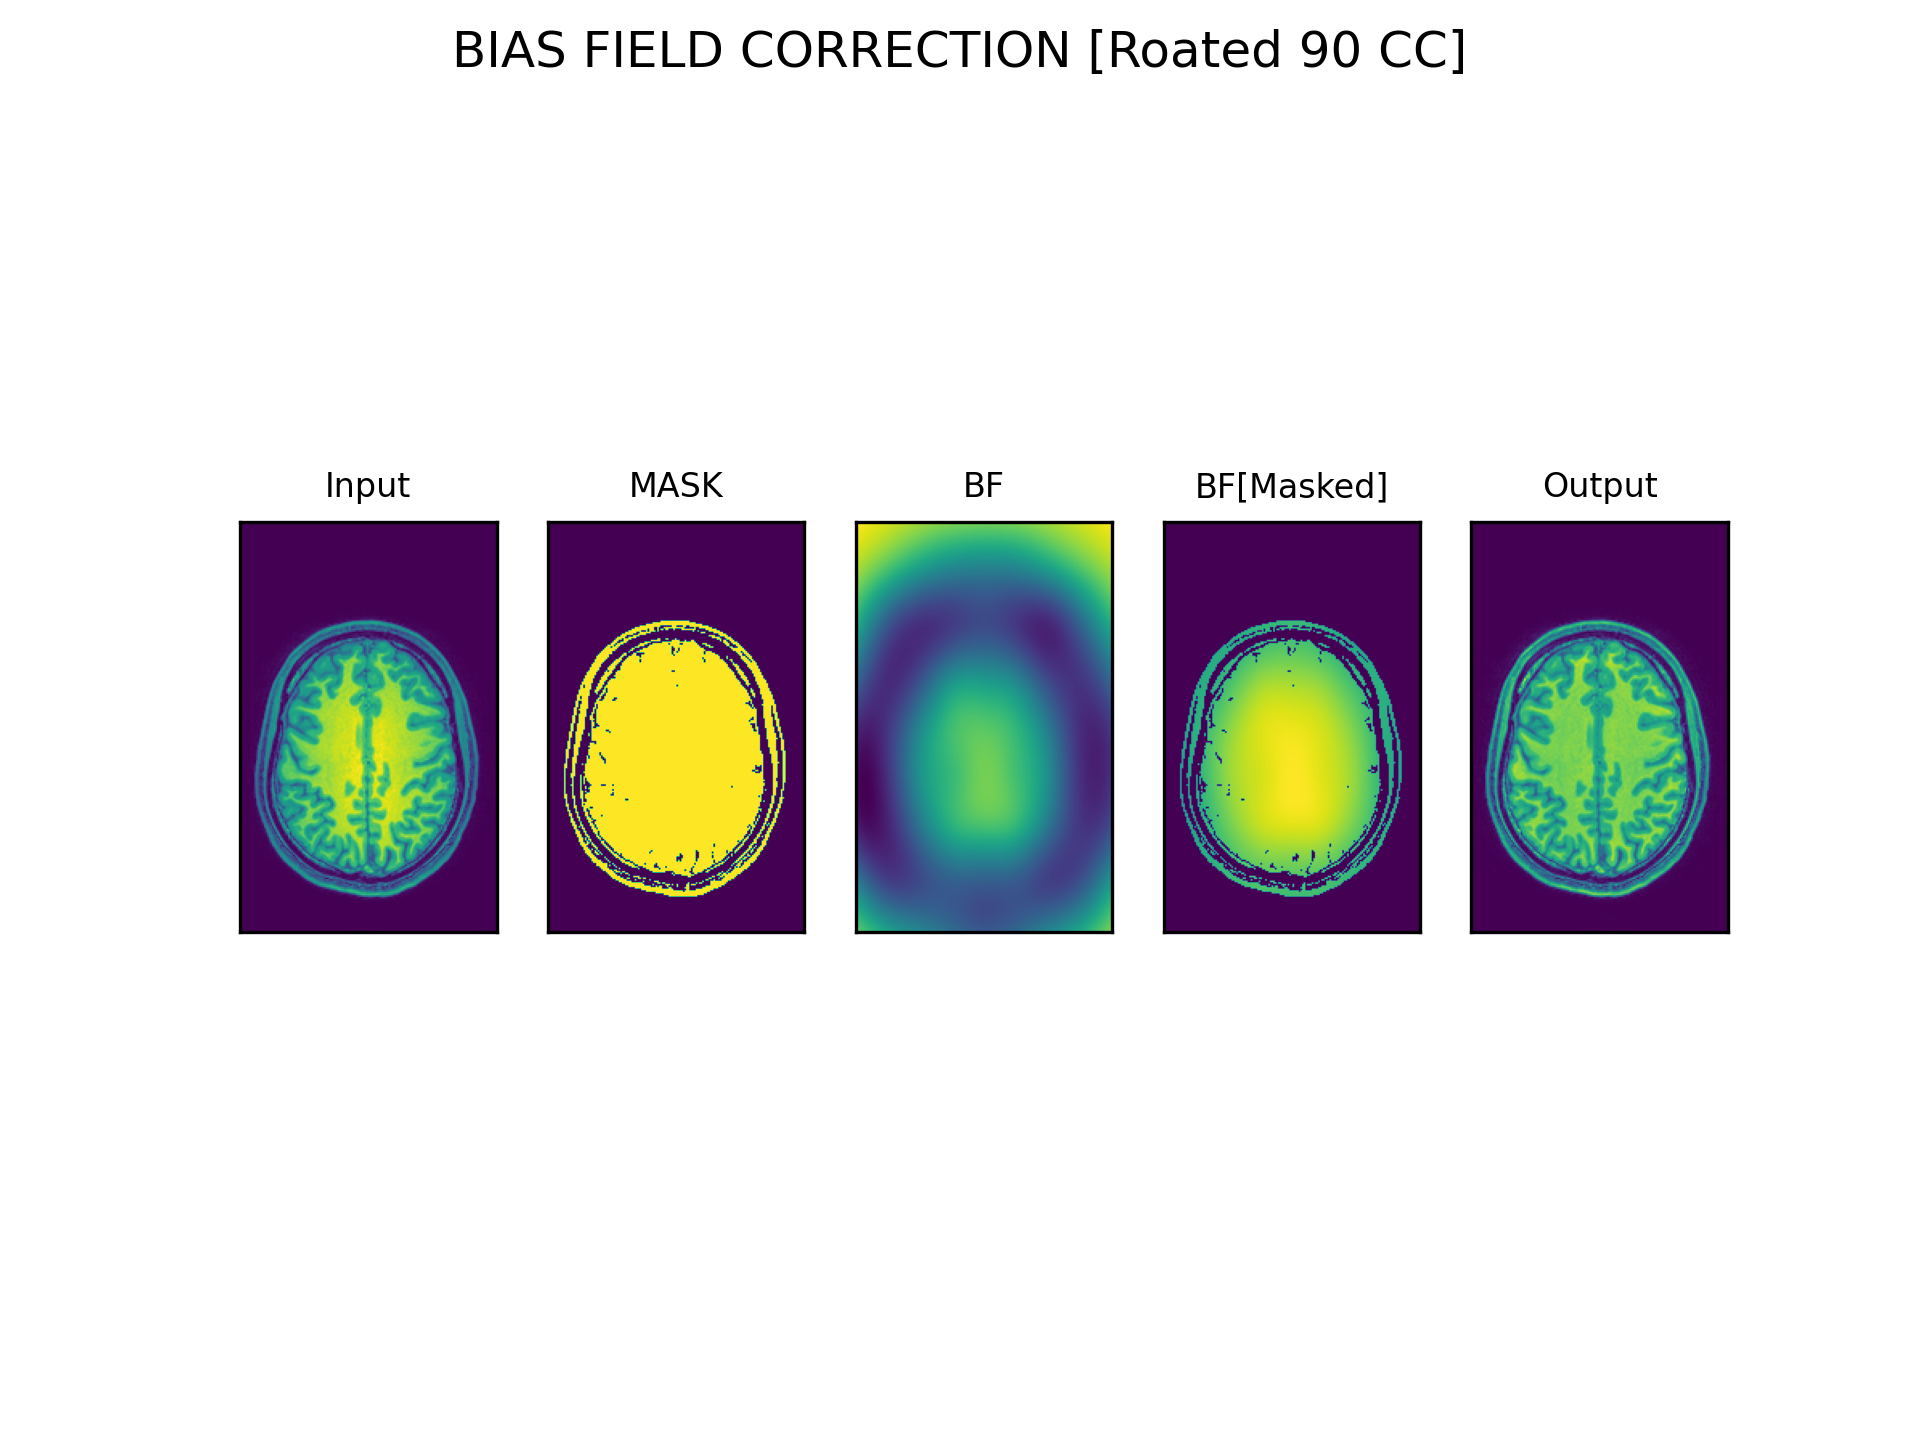 BIAS FIELD CORRECTION [Roated 90 CC]
Input
MASK
BF
BF[Masked]
Output